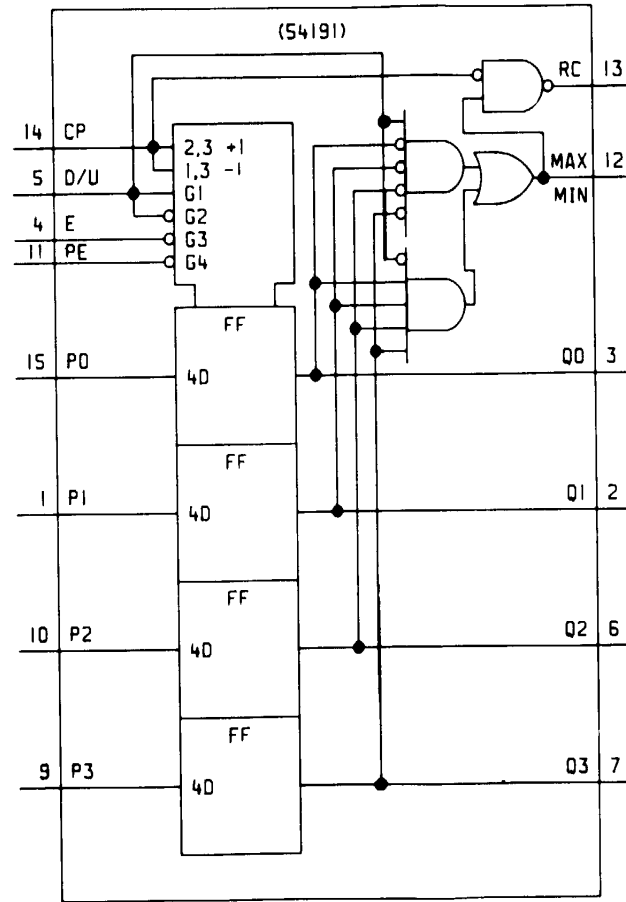 (54191)
RC 13
14 CP
2,3 +1
1,3 -1
MAX 12
MIN
5 D/U
G1
G2
4 E
G3
11 PE
G4
FF
15 P0
4D
Q0 3
FF
1 P1
4D
Q1 2
FF
10 P2
4D
Q2 6
FF
9 P3
4D
Q3 7